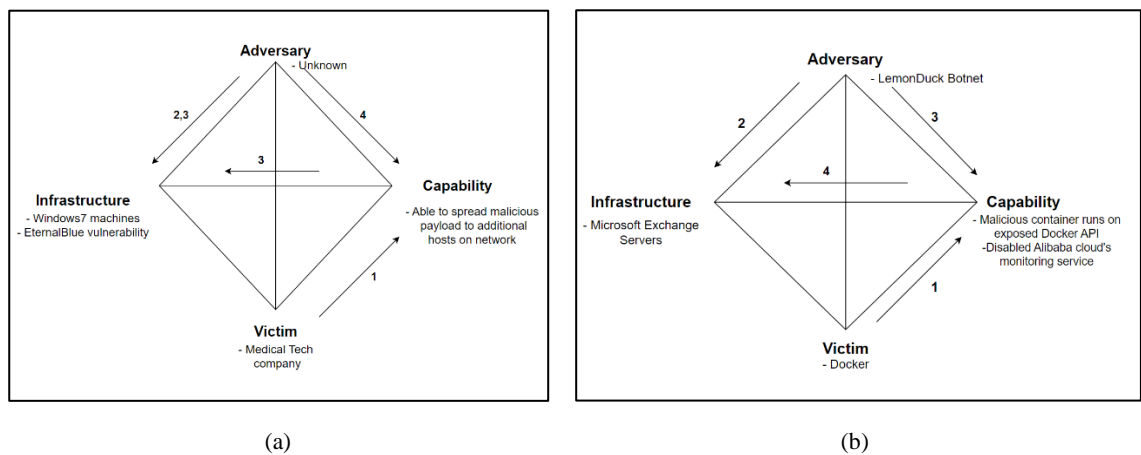 Adversary
- Unknown
2,3
4
3
Infrastructure
- Windows7 machines
- EternalBlue vulnerability
Capability
- Able to spread malicious
payload to additional
hosts on network
1
Victim
- Medical Tech
company
(a)
Adversary
- LemonDuck Botnet
2
3
4
Infrastructure
- Microsoft Exchange
Servers
Capability
- Malicious container runs on
exposed Docker API
-Disabled Alibaba cloud's
monitoring service
1
Victim
- Docker
(b)